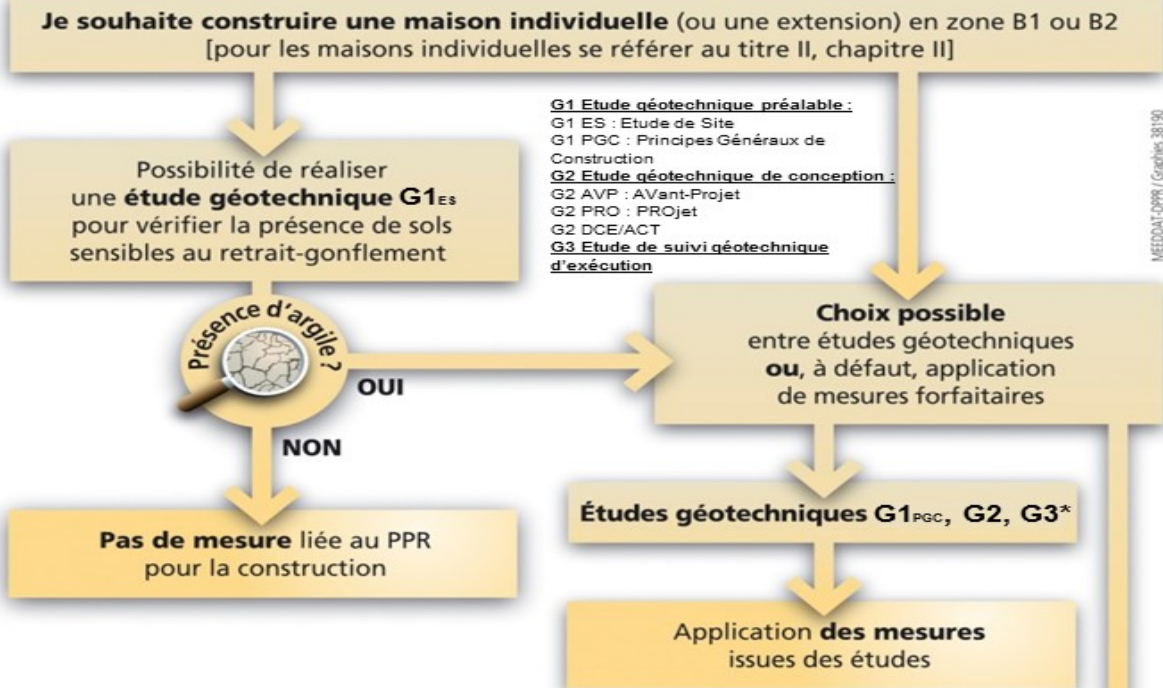 Je souhaite construire une maison individuelle (ou une extension) en zone B1 ou B2
[pour les maisons individuelles se référer au titre II, chapitre II]
Possibilité de réaliser
une étude géotechnique G1ES
pour vérifier la présence de sols
sensibles au retrait-gonflement
G1 Etude géotechnique préalable :
G1 ES : Etude de Site
G1 PGC : Principes Généraux de
Construction
G2 Etude géotechnique de conception :
G2 AVP : AVant-Projet
G2 PRO : PROjet
G2 DCE/ACT
G3 Etude de suivi géotechnique
d'exécution
MEEDDAT-DPPR / Graphies 38190
Présence d'argile ?
OUI
NON
Choix possible
entre études géotechniques
ou, à défaut, application
de mesures forfaitaires
Pas de mesure liée au PPR
pour la construction
Études géotechniques G1PGC, G2, G3*
Application des mesures
issues des études